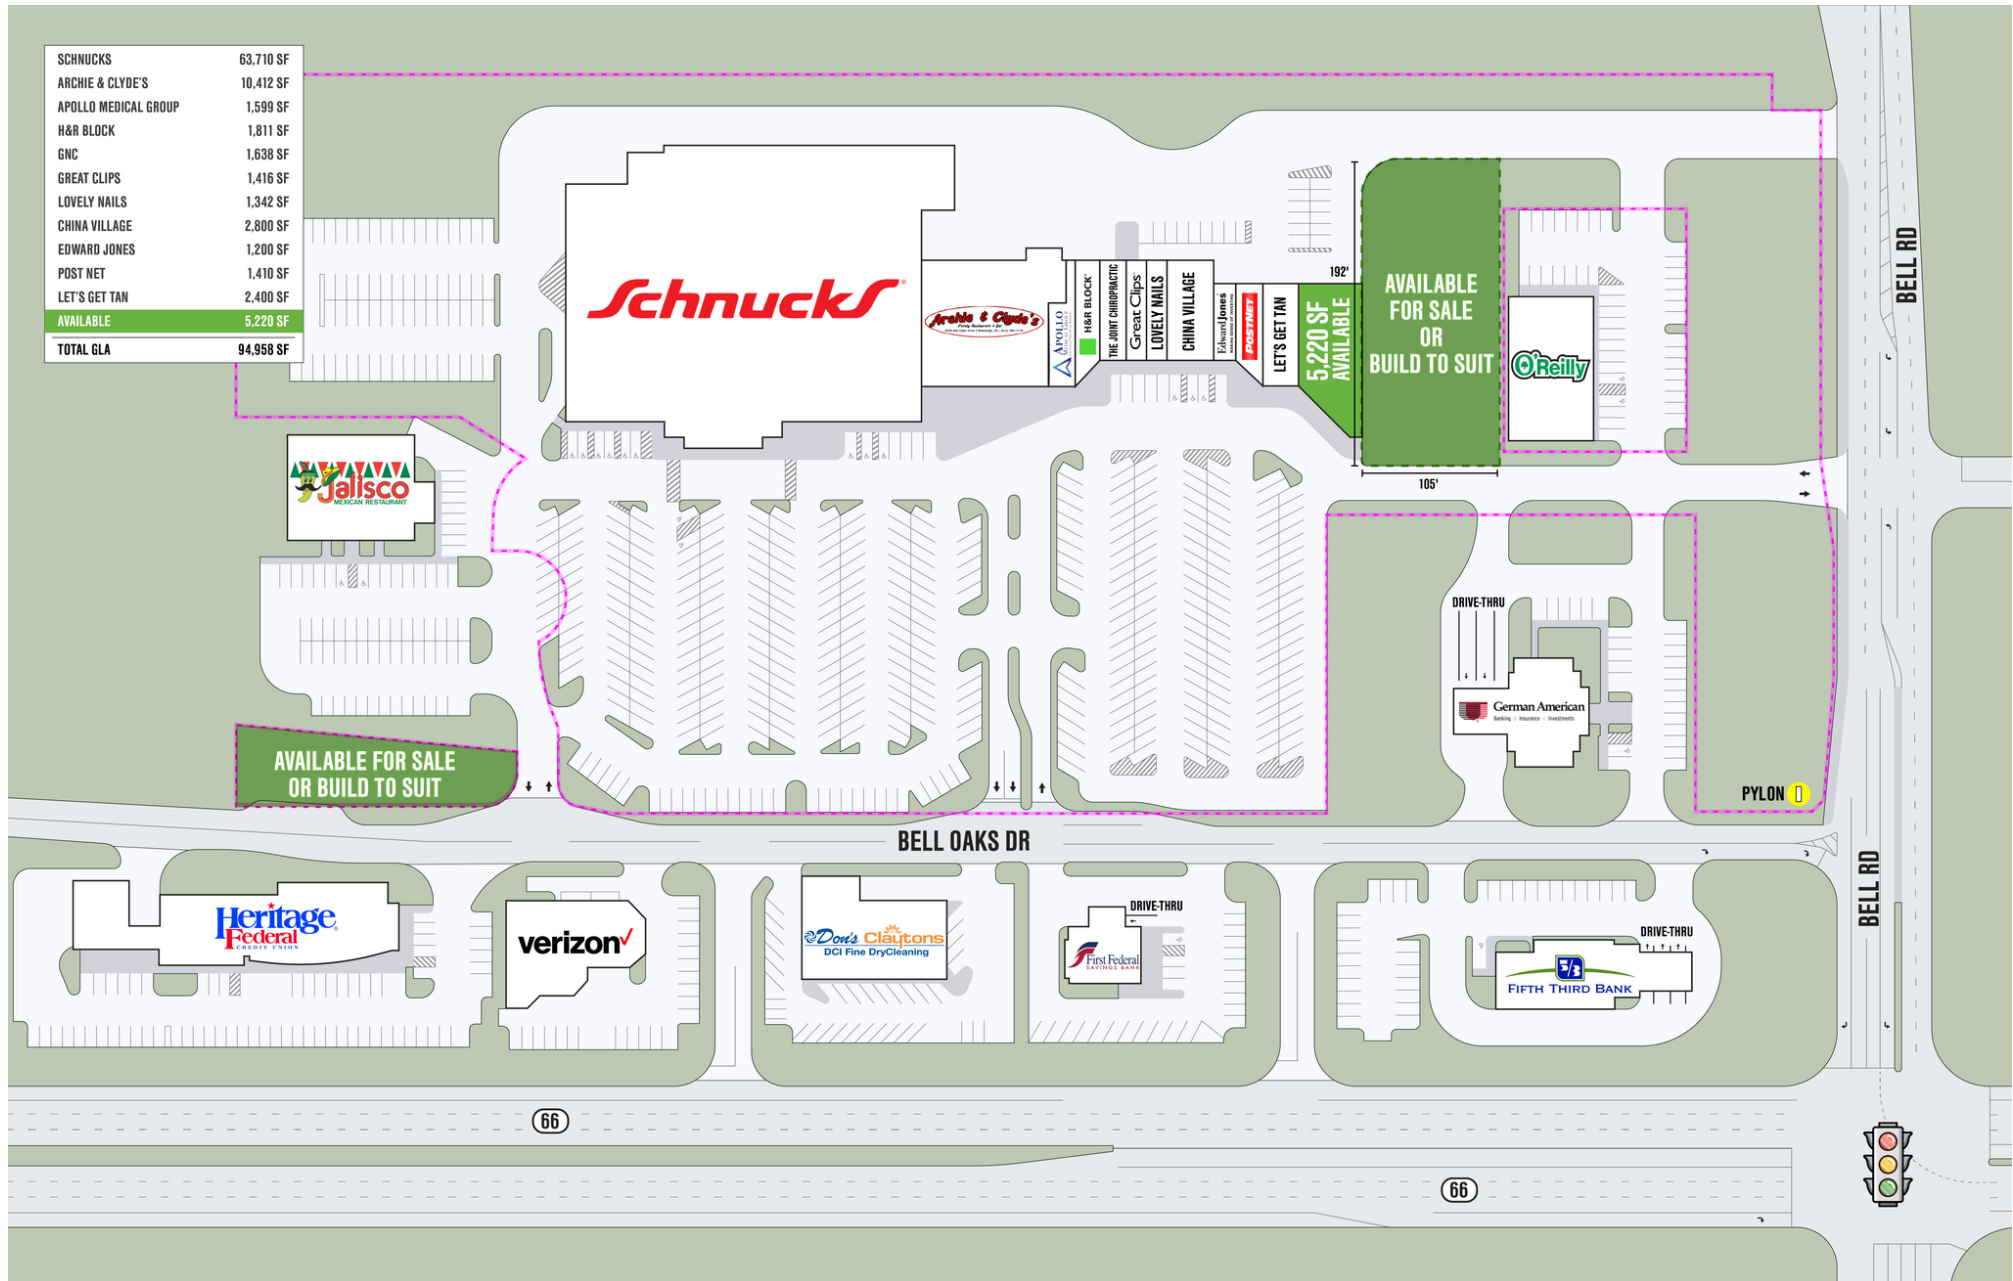 SCHNUCKS 63,710 SF
ARCHIE & CLYDE'S 10,412 SF
APOLLO MEDICAL GROUP 1,599 SF
H&R BLOCK 1,811 SF
GNC 1,638 SF
GREAT CLIPS 1,416 SF
LOVELY NAILS 1,342 SF
CHINA VILLAGE 2,800 SF
EDWARD JONES 1,200 SF
POST NET 1,410 SF
LET'S GET TAN 2,400 SF
AVAILABLE 5,220 SF
TOTAL GLA 94,958 SF
Schnucks
Archie & Clyde's
APOLLO
H&R BLOCK
THE JOINT CHIROPRACTIC
Great Clips
LOVELY NAILS
CHINA VILLAGE
Edward Jones
POSTNET
LET'S GET TAN
5,220 SF
AVAILABLE
192'
AVAILABLE
FOR SALE
OR
BUILD TO SUIT
105'
O'Reilly
BELL RD
Jalisco
MEXICAN RESTAURANT
DRIVE-THRU
German American
Banking | Insurance | Investments
AVAILABLE FOR SALE
OR BUILD TO SUIT
PYLON
BELL OAKS DR
BELL RD
Heritage
Federal
CREDIT UNION
verizon
Don's Claytons
DCI Fine DryCleaning
DRIVE-THRU
First Federal
SAVINGS BANK
DRIVE-THRU
5/3
FIFTH THIRD BANK
66
66